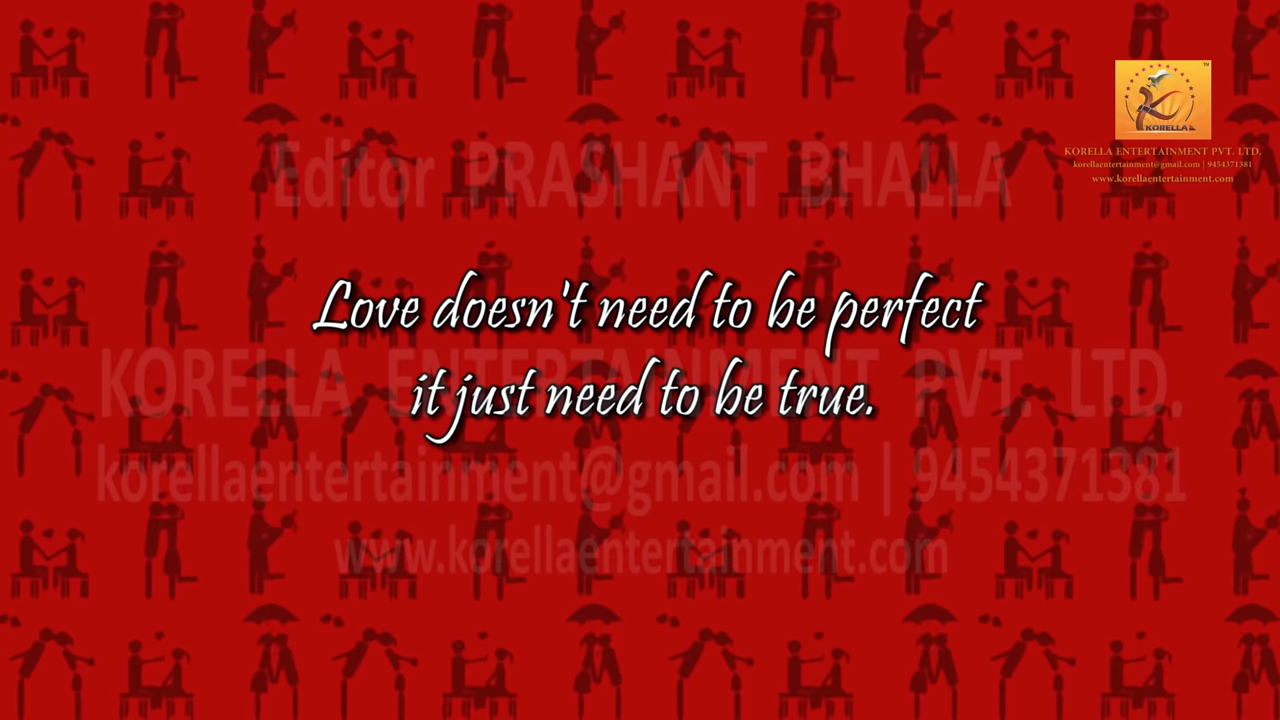 TM
KORELLA
KORELLA ENTERTAINMENT PVT. LTD.
korellaentertainment@gmail.com | 9454371381
www.korellaentertainment.com
Editor PRASHANT BHALLA
Love doesn't need to be perfect
it just need to be true.
KORELLA ENTERTAINMENT PVT. LTD.
korellaentertainment@gmail.com | 9454371381
www.korellaentertainment.com